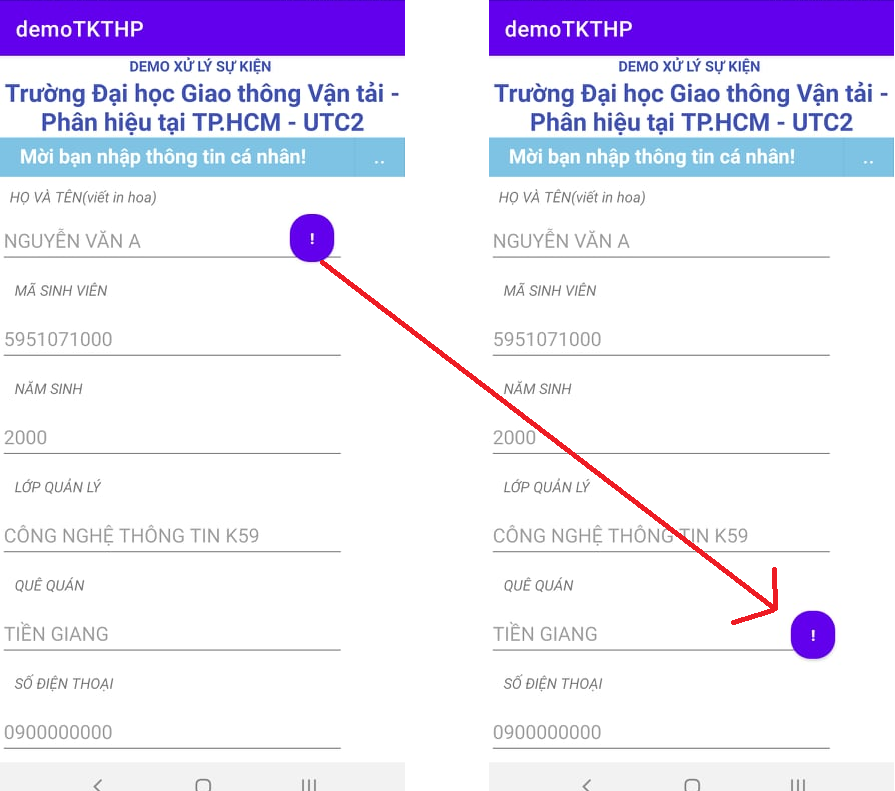 demoTKTHP
DEMO XỬ LÝ SỰ KIỆN
Trường Đại học Giao thông Vận tải -
Phân hiệu tại TP.HCM - UTC2
Mời bạn nhập thông tin cá nhân!
..
HỌ VÀ TÊN(viết in hoa)
NGUYỄN VĂN A
!
MÃ SINH VIÊN
5951071000
NĂM SINH
2000
LỚP QUẢN LÝ
CÔNG NGHỆ THÔNG TIN K59
QUÊ QUÁN
TIỀN GIANG
SỐ ĐIỆN THOẠI
0900000000
demoTKTHP
DEMO XỬ LÝ SỰ KIỆN
Trường Đại học Giao thông Vận tải -
Phân hiệu tại TP.HCM - UTC2
Mời bạn nhập thông tin cá nhân!
..
HỌ VÀ TÊN(viết in hoa)
NGUYỄN VĂN A
MÃ SINH VIÊN
5951071000
NĂM SINH
2000
LỚP QUẢN LÝ
CÔNG NGHỆ THÔNG TIN K59
QUÊ QUÁN
TIỀN GIANG
!
SỐ ĐIỆN THOẠI
0900000000